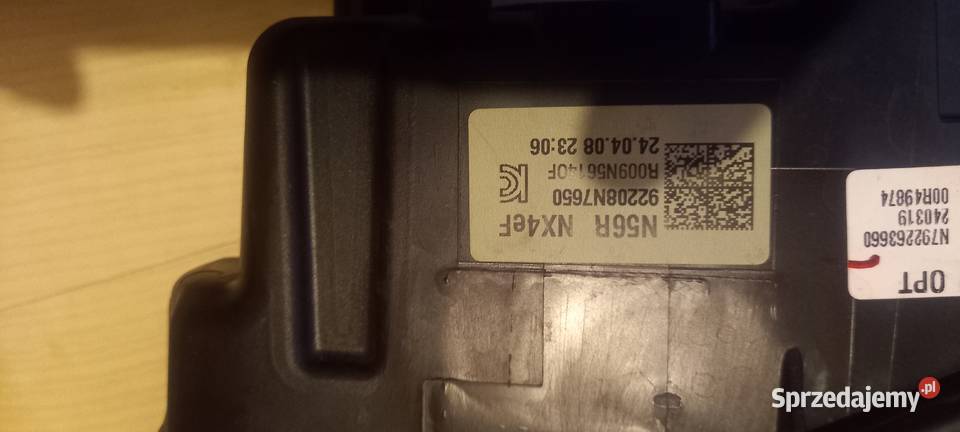 N56R NX4eF
92208N7650
R009N56140F
24.04.08 23:06
OPT
N792263660
240319
00R49874
Sprzedajemy.pl